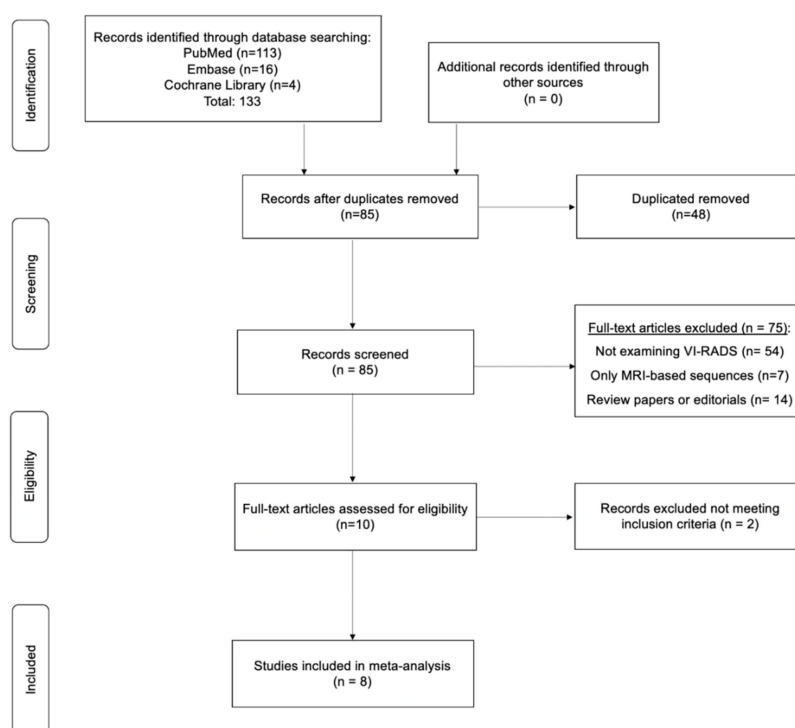 Identification
Records identified through database searching:
PubMed (n=113)
Embase (n=16)
Cochrane Library (n=4)
Total: 133
Additional records identified through
other sources
(n = 0)
Records after duplicates removed
(n=85)
Duplicated removed
(n=48)
Screening
Records screened
(n = 85)
Full-text articles excluded (n = 75):
Not examining VI-RADS (n= 54)
Only MRI-based sequences (n=7)
Review papers or editorials (n= 14)
Eligibility
Full-text articles assessed for eligibility
(n=10)
Records excluded not meeting
inclusion criteria (n = 2)
Included
Studies included in meta-analysis
(n = 8)